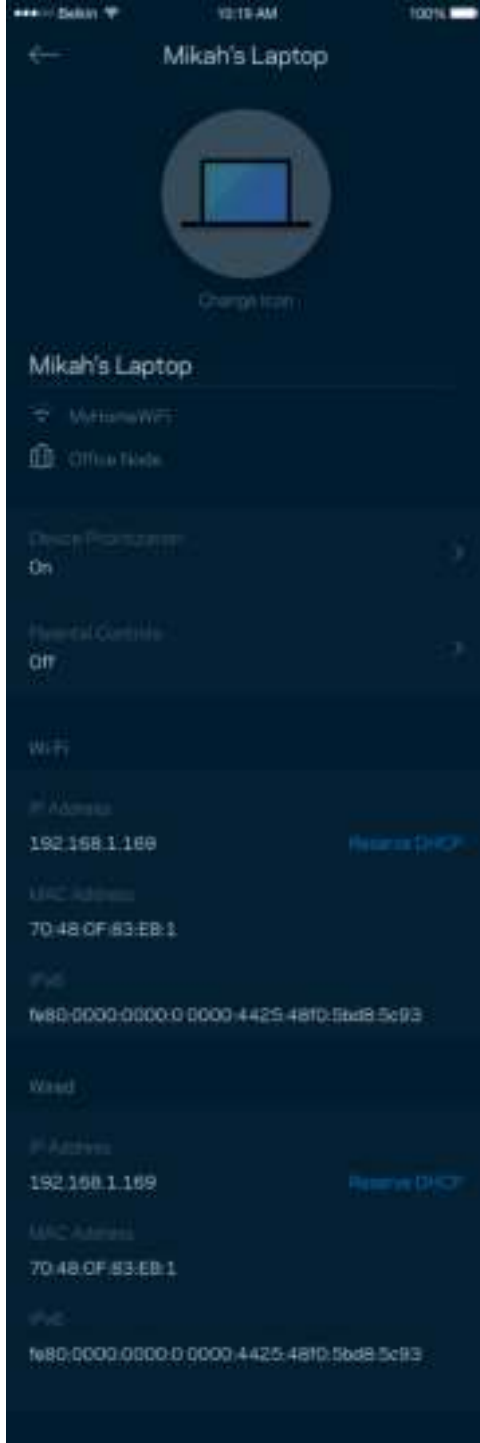 Belkin 10:19 AM 100%
Mikah's Laptop
Change Icon
Mikah's Laptop
MyHomeWiFi
Office Node
Device Prioritization
On
Parental Controls
Off
Wi-Fi
IP Address
192.168.1.169 Reserve DHCP
MAC Address
70:48:0F:83:EB:1
IPv6
fe80:0000:0000:0:0000:4425:48f0:5bd8:5c93
Wired
IP Address
192.168.1.169 Reserve DHCP
MAC Address
70:48:0F:83:EB:1
IPv6
fe80:0000:0000:0:0000:4425:48f0:5bd8:5c93